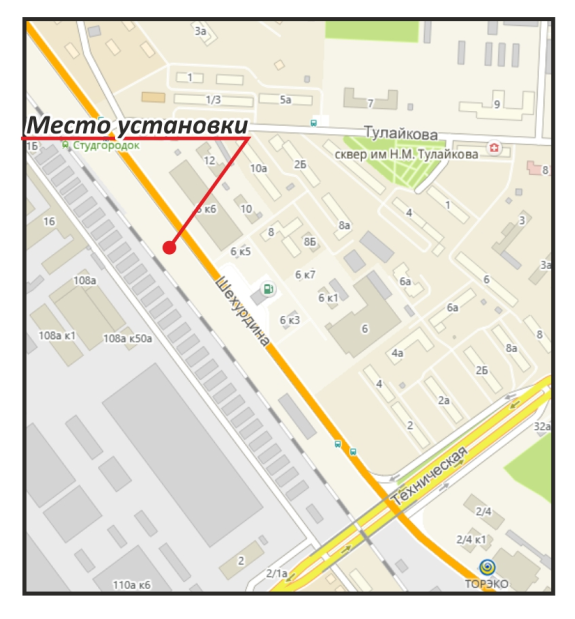 3а
1
1/3
5а
7
9
Место установки
Тулайкова
1Б
Студгородок
сквер им Н.М. Тулайкова
12
10а
2Б
8
16
к6
10
8
8а
4
1
3
6 к5
8Б
3а
108а
6 к7
6а
6
6 к1
6а
Шехурдина
6 к3
6
108а к1
108а к50а
8
4а
8а
4
2Б
2а
2
32а
Техническая
2/4
2/4 к1
2
2/1а
110а к6
ТОРЭКО